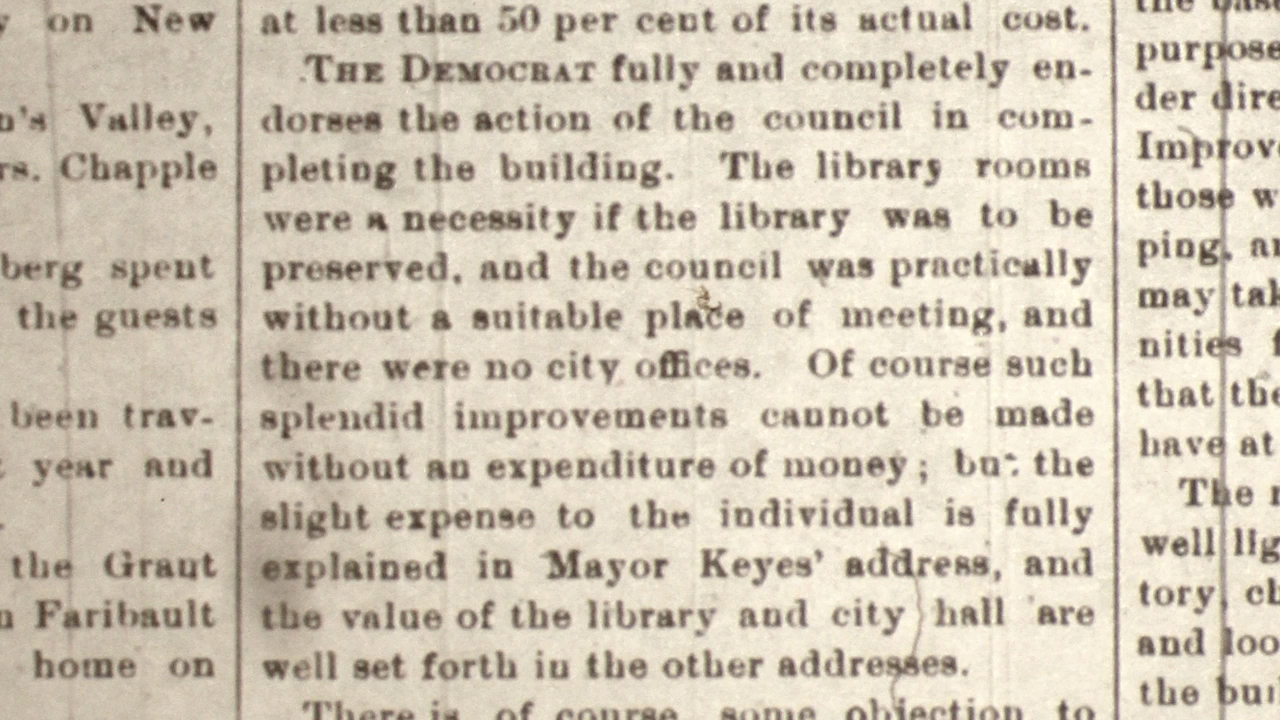 on New
n's Valley,
rs. Chapple
berg spent
the guests
been trav-
year and
the Grant
Faribault
home on
at less than 50 per cent of its actual cost.
THE DEMOCRAT fully and completely en-
dorses the action of the council in com-
pleting the building. The library rooms
were a necessity if the library was to be
preserved, and the council was practically
without a suitable place of meeting, and
there were no city offices. Of course such
splendid improvements cannot be made
without an expenditure of money; but the
slight expense to the individual is fully
explained in Mayor Keyes' address, and
the value of the library and city hall are
well set forth in the other addresses.
There is, of course, some objection to
the
purpose
der dire
Improve
those w
ping, an
may tak
nities f
that the
have at
The
well lig
tory, ch
and loo
the bui